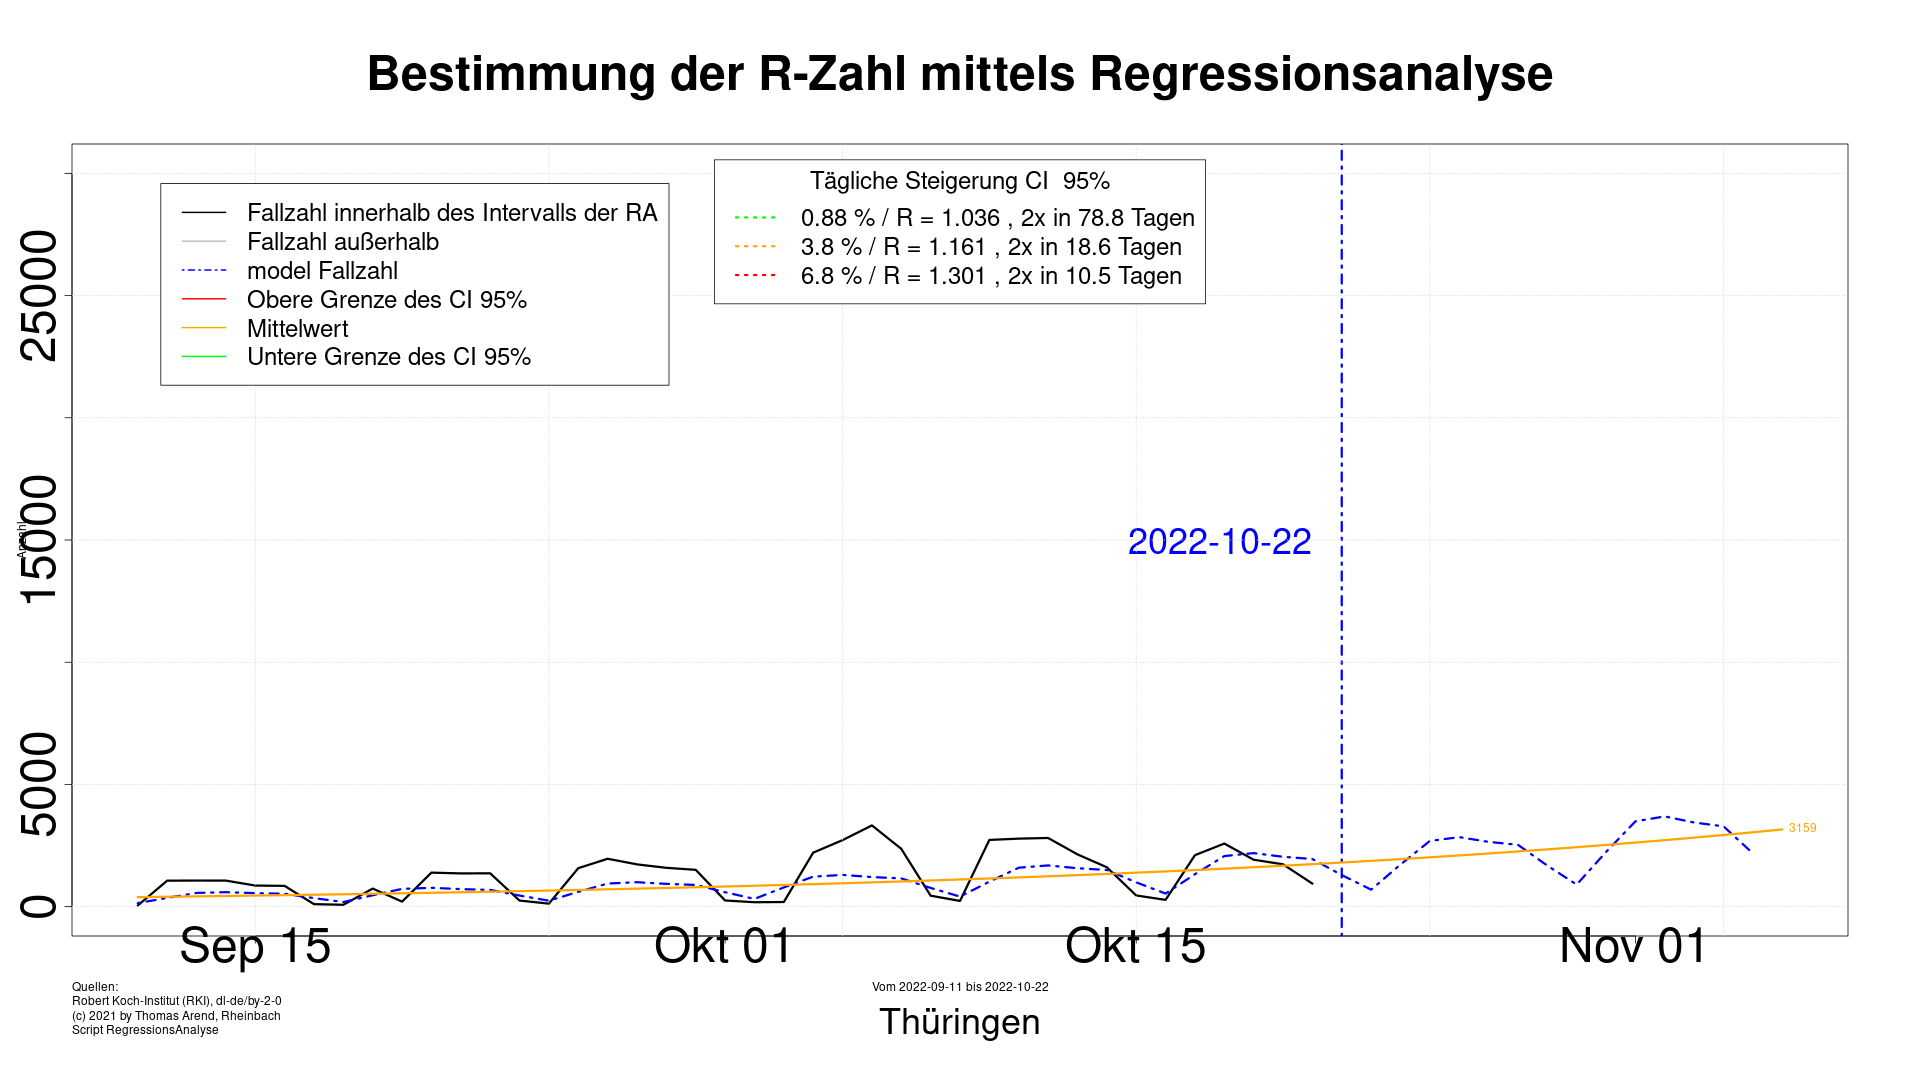 Bestimmung der R-Zahl mittels Regressionsanalyse
Fallzahl innerhalb des Intervalls der RA
Fallzahl außerhalb
model Fallzahl
Obere Grenze des CI 95%
Mittelwert
Untere Grenze des CI 95%
Tägliche Steigerung CI  95%
0.88 % / R = 1.036 , 2x in 78.8 Tagen
3.8 % / R = 1.161 , 2x in 18.6 Tagen
6.8 % / R = 1.301 , 2x in 10.5 Tagen
25000
15000
5000
0
Anzahl
2022-10-22
3159
Sep 15
Okt 01
Okt 15
Nov 01
Quellen:
Robert Koch-Institut (RKI), dl-de/by-2-0
(c) 2021 by Thomas Arend, Rheinbach
Script RegressionsAnalyse
Vom 2022-09-11 bis 2022-10-22
Thüringen